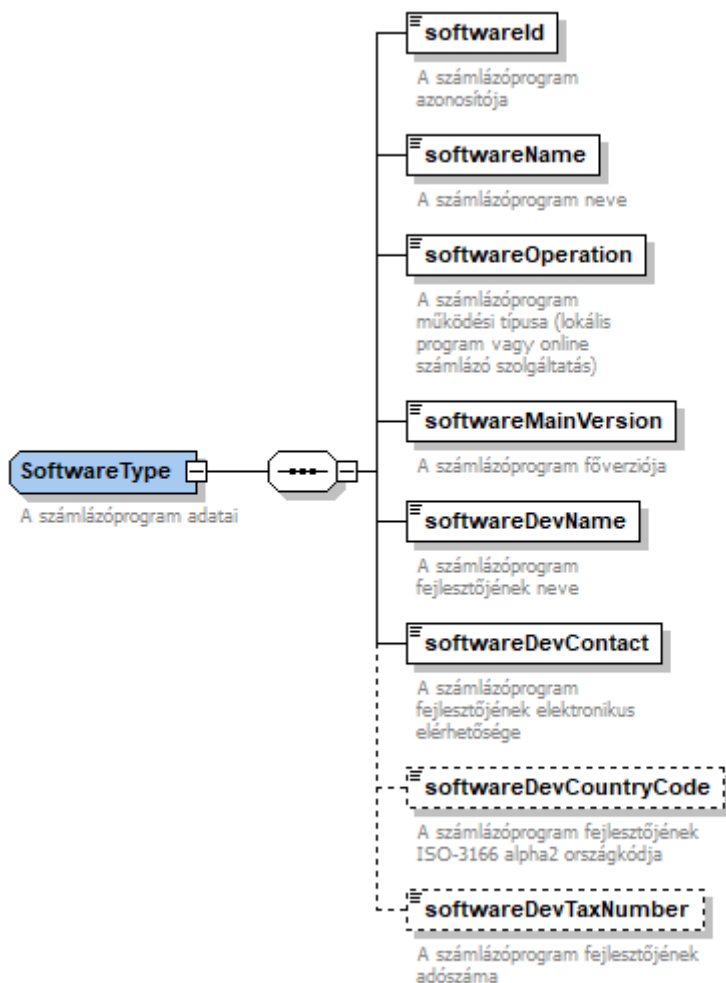 softwareId
A számlázóprogram
azonosítója
softwareName
A számlázóprogram neve
softwareOperation
A számlázóprogram
működési típusa (lokális
program vagy online
számlázó szolgáltatás)
softwareMainVersion
A számlázóprogram főverziója
SoftwareType
A számlázóprogram adatai
softwareDevName
A számlázóprogram
fejlesztőjének neve
softwareDevContact
A számlázóprogram
fejlesztőjének elektronikus
elérhetősége
softwareDevCountryCode
A számlázóprogram fejlesztőjének
ISO-3166 alpha2 országkódja
softwareDevTaxNumber
A számlázóprogram fejlesztőjének
adószáma